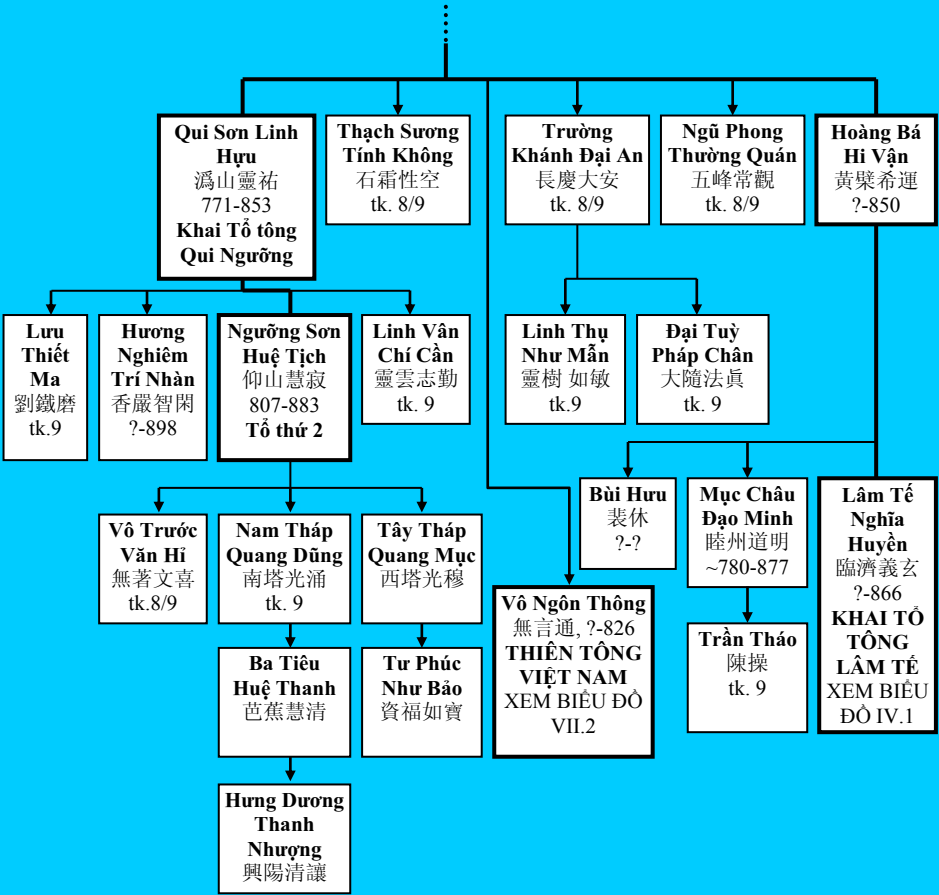 Qui Sơn Linh
Hựu
潙山靈祐
771-853
Khai Tổ tông
Qui Ngưỡng
Thạch Sương
Tính Không
石霜性空
tk. 8/9
Trường
Khánh Đại An
長慶大安
tk. 8/9
Ngũ Phong
Thường Quán
五峰常觀
tk. 8/9
Hoàng Bá
Hi Vận
黃檗希運
?-850
Lưu
Thiết
Ma
劉鐵磨
tk.9
Hương
Nghiêm
Trí Nhàn
香嚴智閑
?-898
Ngưỡng Sơn
Huệ Tịch
仰山慧寂
807-883
Tổ thứ 2
Linh Vân
Chí Cần
靈雲志勤
tk. 9
Linh Thụ
Như Mẫn
靈樹 如敏
tk.9
Đại Tuỳ
Pháp Chân
大隨法眞
tk. 9
Bùi Hưu
裴休
?-?
Mục Châu
Đạo Minh
睦州道明
~780-877
Lâm Tế
Nghĩa
Huyền
臨濟義玄
?-866
KHAI TỔ
TÔNG
LÂM TẾ
XEM BIỂU
ĐỒ IV.1
Vô Trước
Văn Hỉ
無著文喜
tk.8/9
Nam Tháp
Quang Dũng
南塔光涌
tk. 9
Tây Tháp
Quang Mục
西塔光穆
Vô Ngôn Thông
無言通, ?-826
THIỀN TÔNG
VIỆT NAM
XEM BIỂU ĐỒ
VII.2
Trần Tháo
陳操
tk. 9
Ba Tiêu
Huệ Thanh
芭蕉慧清
Tư Phúc
Như Bảo
資福如寶
Hưng Dương
Thanh
Nhượng
興陽清讓